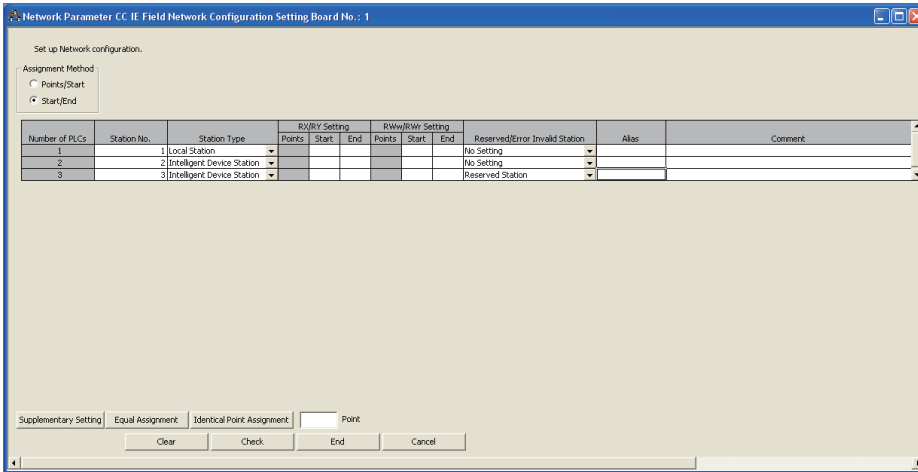 Network Parameter CC IE Field Network Configuration Setting Board No.: 1
Set up Network configuration.
Assignment Method
Points/Start
Start/End
RX/RY Setting RWw/RWr Setting
Number of PLCs Station No. Station Type Points Start End Points Start End Reserved/Error Invalid Station Alias Comment
1 1 Local Station No Setting
2 2 Intelligent Device Station No Setting
3 3 Intelligent Device Station Reserved Station
Supplementary Setting Equal Assignment Identical Point Assignment Point
Clear Check End Cancel